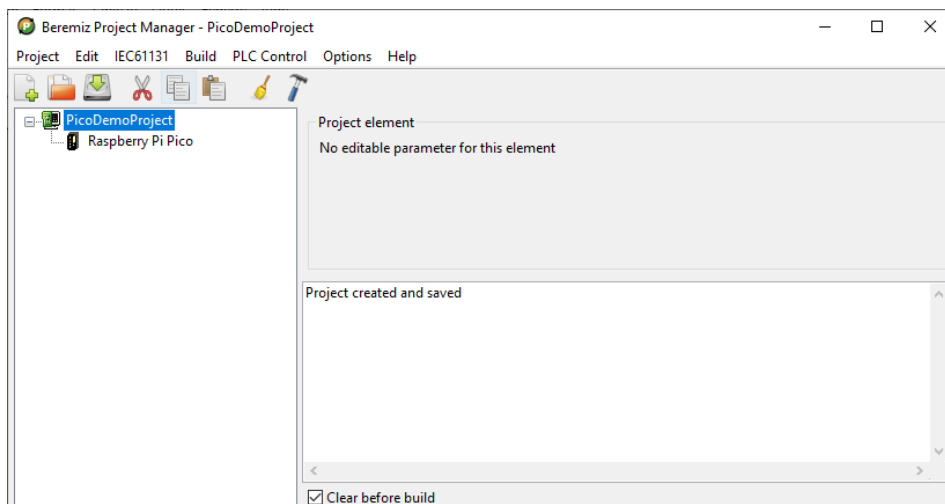 Beremiz Project Manager - PicoDemoProject
Project Edit IEC61131 Build PLC Control Options Help
PicoDemoProject
Raspberry Pi Pico
Project element
No editable parameter for this element
Project created and saved
Clear before build